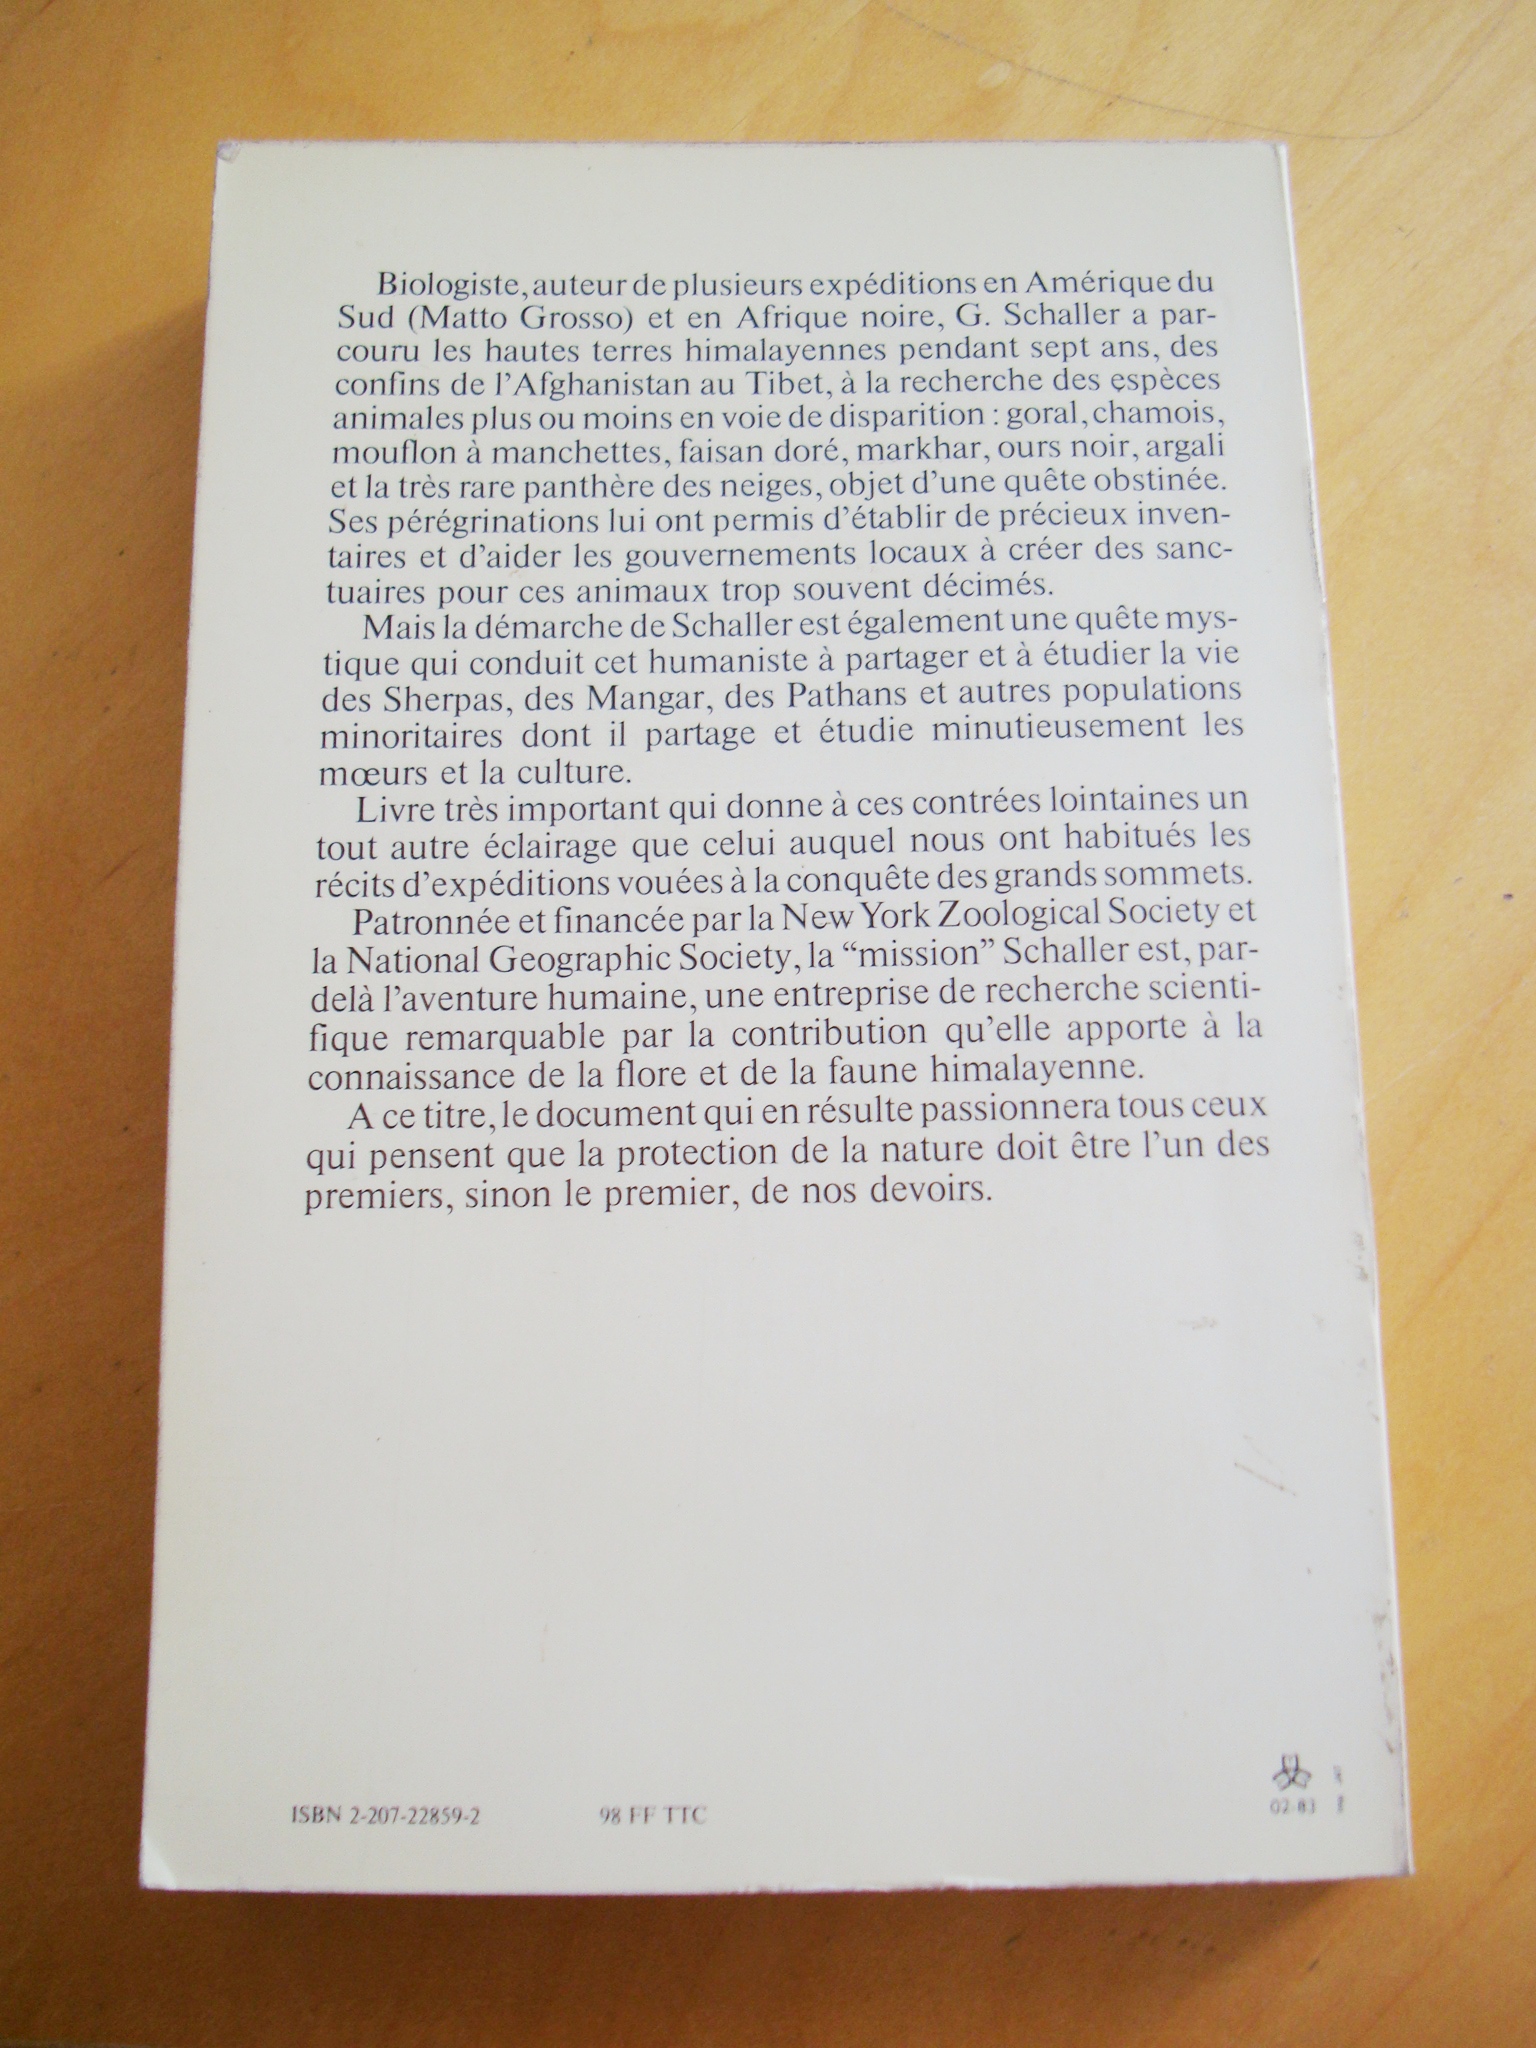 Biologiste, auteur de plusieurs expéditions en Amérique du
Sud (Matto Grosso) et en Afrique noire, G. Schaller a par-
couru les hautes terres himalayennes pendant sept ans, des
confins de l'Afghanistan au Tibet, à la recherche des espèces
animales plus ou moins en voie de disparition : goral, chamois,
mouflon à manchettes, faisan doré, markhar, ours noir, argali
et la très rare panthère des neiges, objet d'une quête obstinée.
Ses pérégrinations lui ont permis d'établir de précieux inven-
taires et d'aider les gouvernements locaux à créer des sanc-
tuaires pour ces animaux trop souvent décimés.
Mais la démarche de Schaller est également une quête mys-
tique qui conduit cet humaniste à partager et à étudier la vie
des Sherpas, des Mangar, des Pathans et autres populations
minoritaires dont il partage et étudie minutieusement les
mœurs et la culture.
Livre très important qui donne à ces contrées lointaines un
tout autre éclairage que celui auquel nous ont habitués les
récits d'expéditions vouées à la conquête des grands sommets.
Patronnée et financée par la New York Zoological Society et
la National Geographic Society, la “mission” Schaller est, par-
delà l'aventure humaine, une entreprise de recherche scienti-
fique remarquable par la contribution qu'elle apporte à la
connaissance de la flore et de la faune himalayenne.
A ce titre, le document qui en résulte passionnera tous ceux
qui pensent que la protection de la nature doit être l'un des
premiers, sinon le premier, de nos devoirs.
ISBN 2-207-22859-2 98 FF TTC
02-83